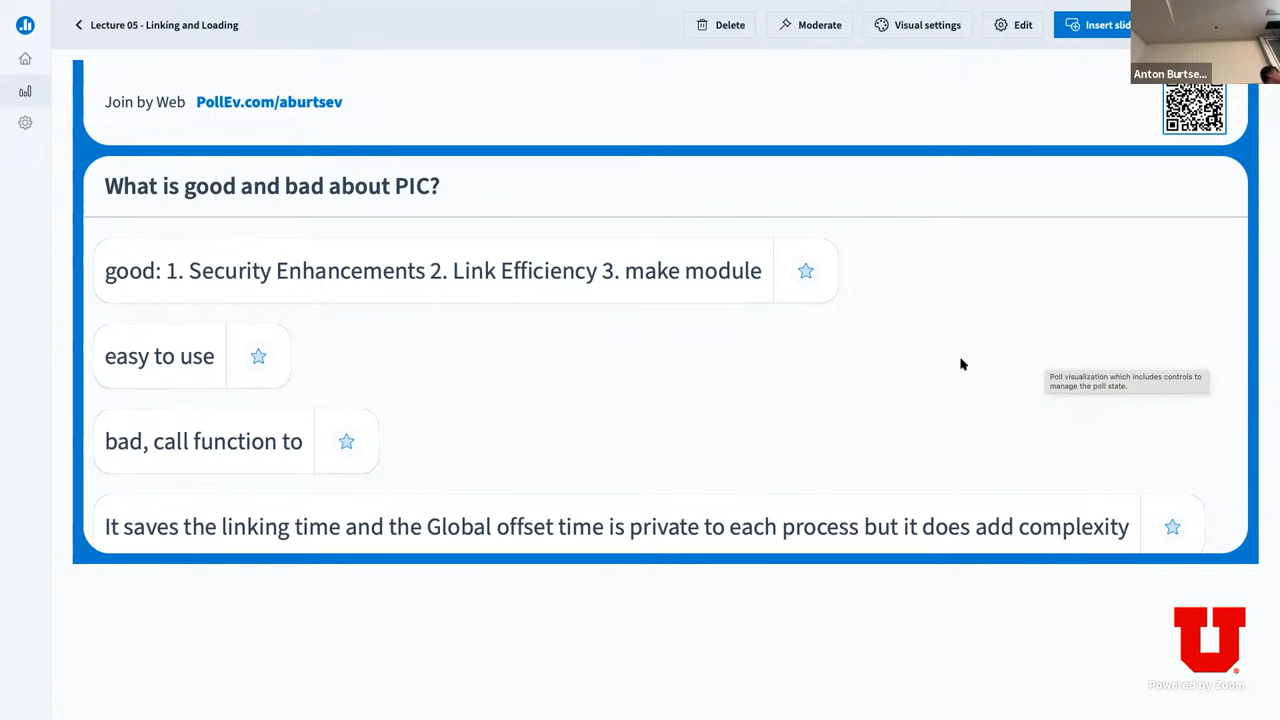 Lecture 05 - Linking and Loading
Delete
Moderate
Visual settings
Edit
Insert slid
Anton Burtse...
Join by Web PollEv.com/aburtsev
What is good and bad about PIC?
good: 1. Security Enhancements 2. Link Efficiency 3. make module
easy to use
Poll visualization which includes controls to
manage the poll state.
bad, call function to
It saves the linking time and the Global offset time is private to each process but it does add complexity
U
Powered by Zoom